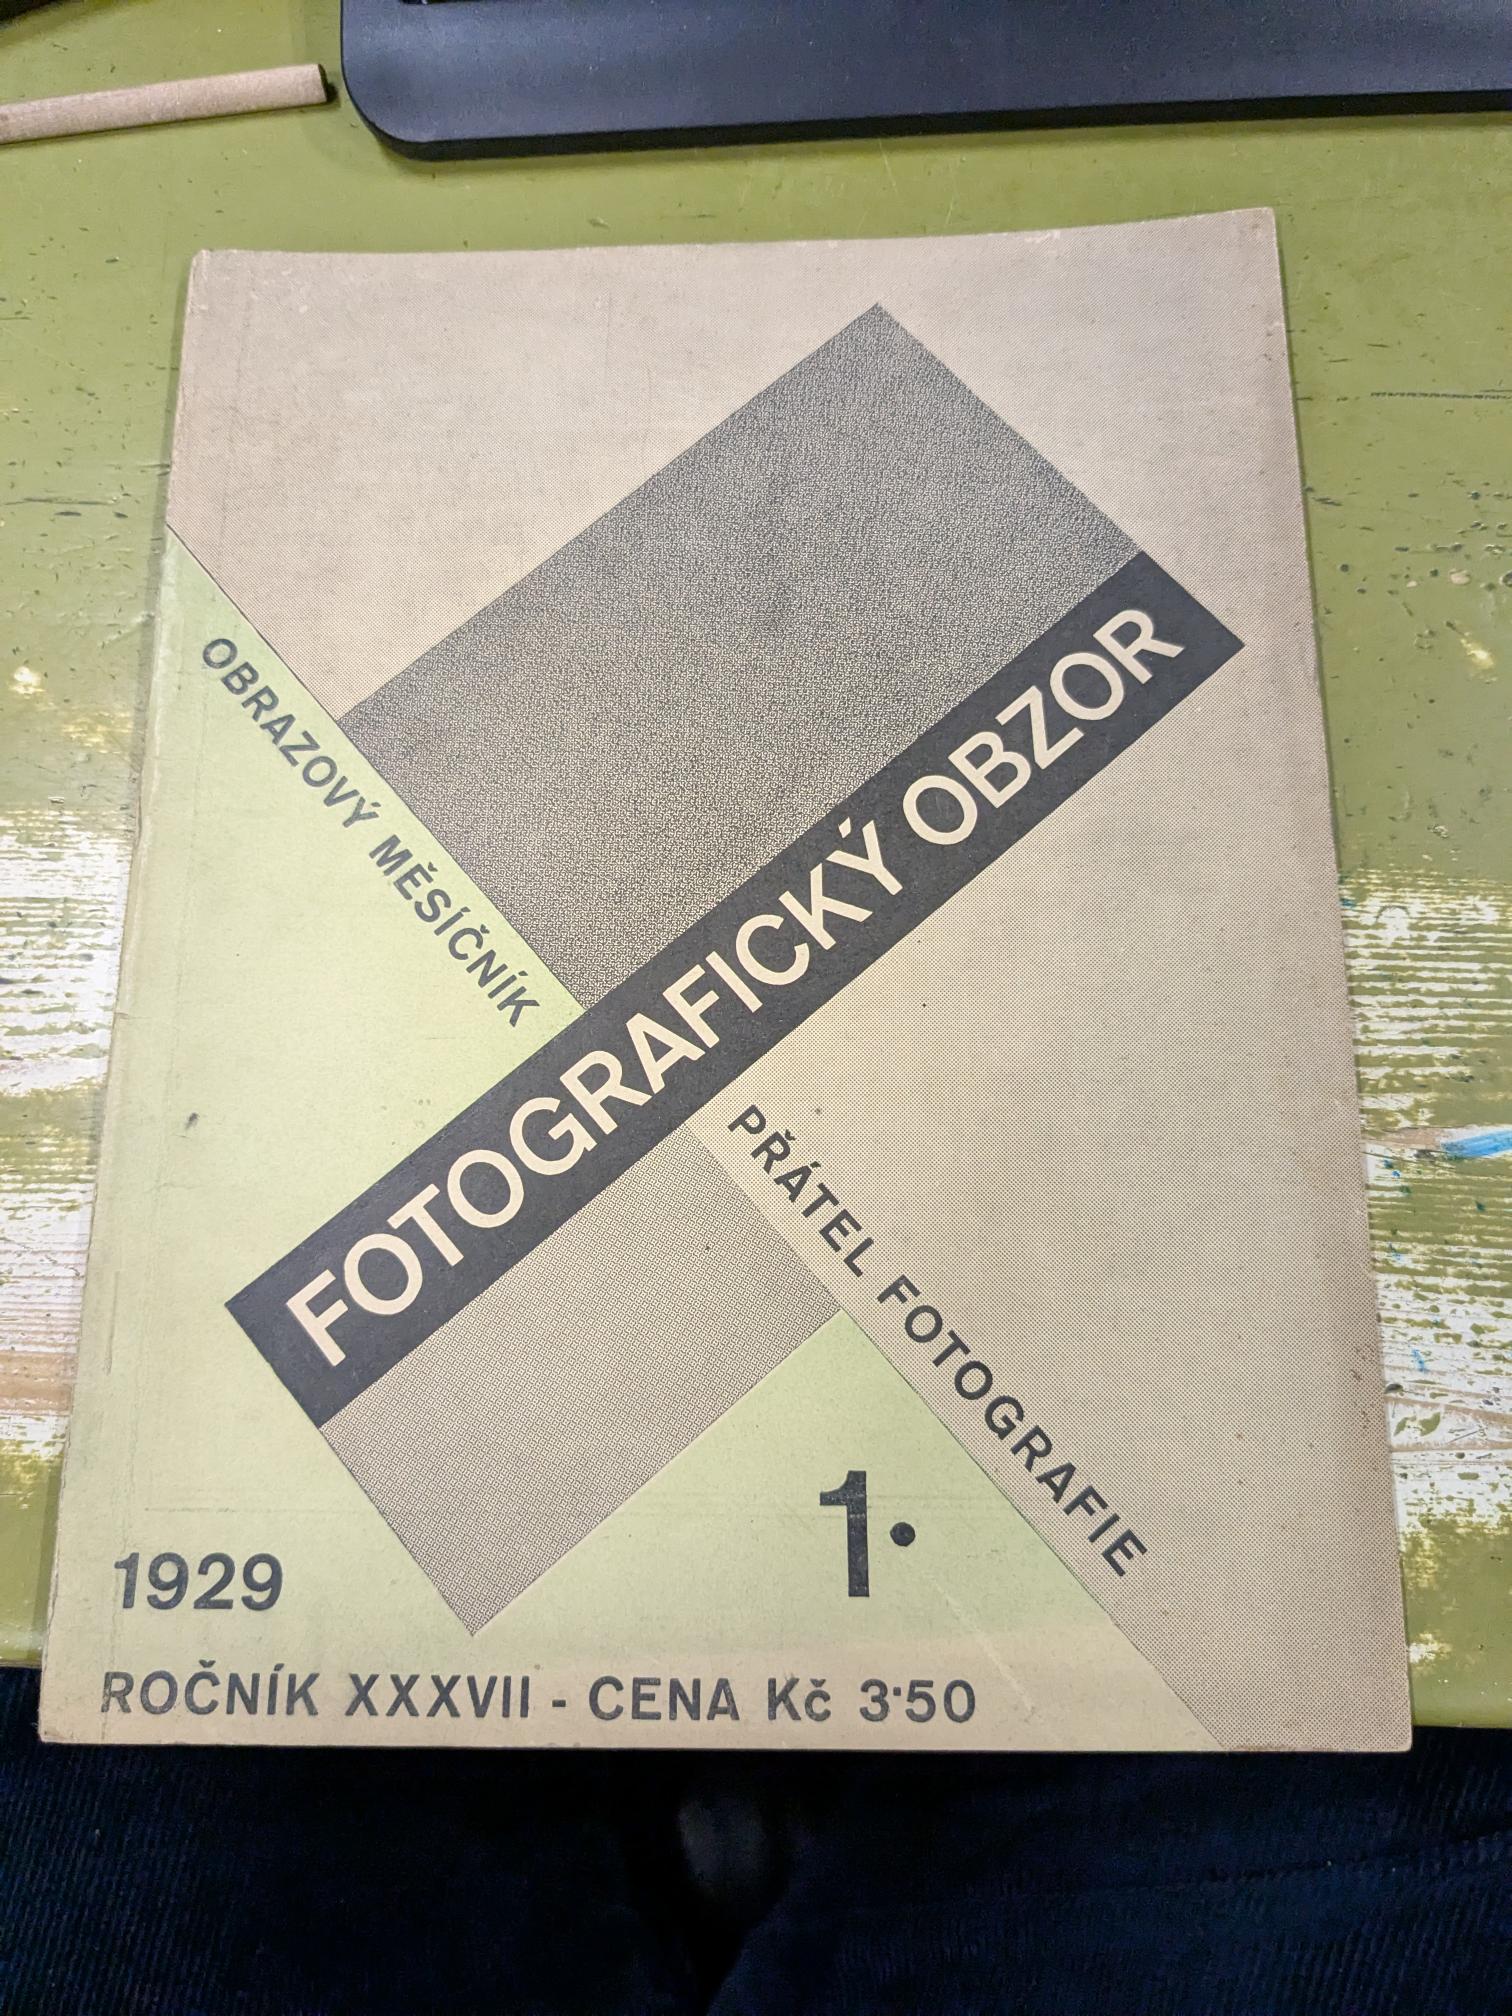 OBRAZOVÝ MĚSÍČNÍK
FOTOGRAFICKÝ OBZOR
PŘÁTEL FOTOGRAFIE
1.
1929
ROČNÍK XXXVII - CENA Kč 3·50